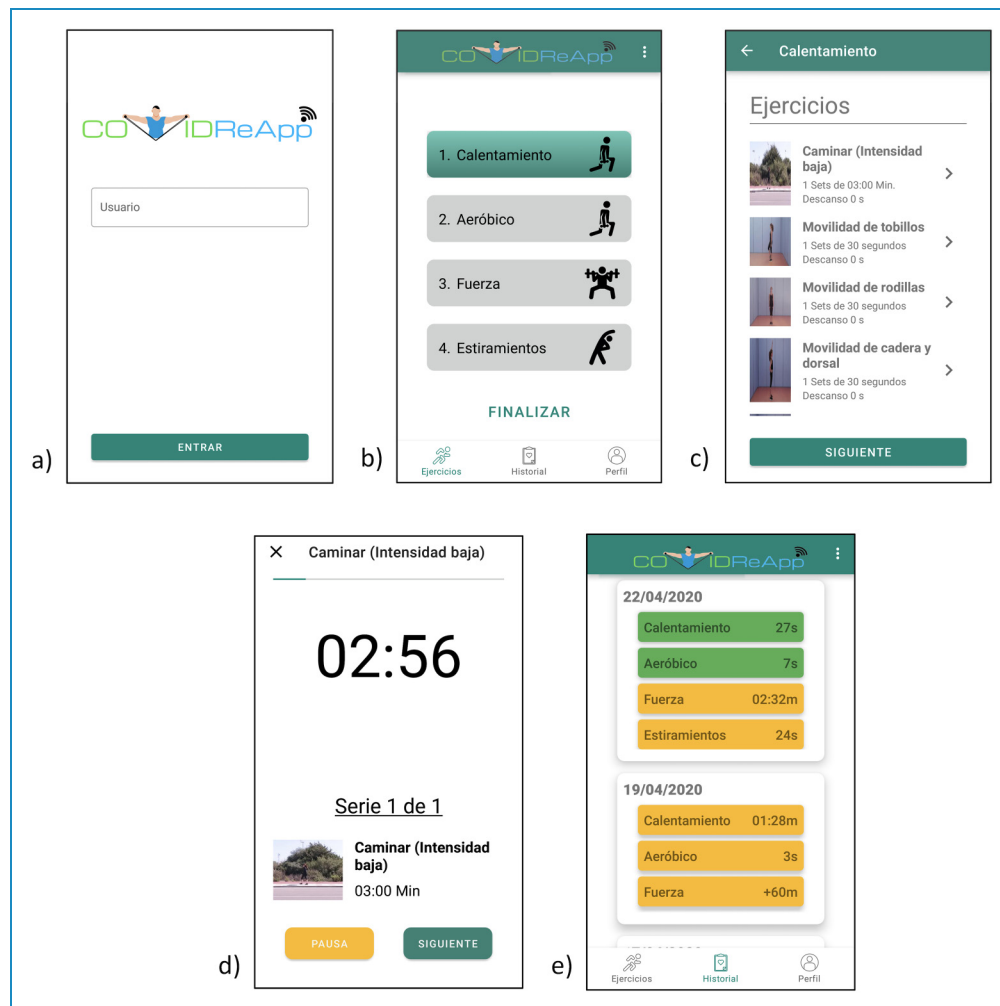 COVIDReApp
Usuario
ENTRAR
a)
COVIDReApp
1. Calentamiento
2. Aeróbico
3. Fuerza
4. Estiramientos
FINALIZAR
Ejercicios
Historial
Perfil
b)
Calentamiento
Ejercicios
Caminar (Intensidad
baja)
1 Sets de 03:00 Min.
Descanso 0 s
Movilidad de tobillos
1 Sets de 30 segundos
Descanso 0 s
Movilidad de rodillas
1 Sets de 30 segundos
Descanso 0 s
Movilidad de cadera y
dorsal
1 Sets de 30 segundos
Descanso 0 s
SIGUIENTE
c)
Caminar (Intensidad baja)
02:56
Serie 1 de 1
Caminar (Intensidad
baja)
03:00 Min
PAUSA
SIGUIENTE
d)
COVIDReApp
22/04/2020
Calentamiento 27s
Aeróbico 7s
Fuerza 02:32m
Estiramientos 24s
19/04/2020
Calentamiento 01:28m
Aeróbico 3s
Fuerza +60m
Ejercicios
Historial
Perfil
e)